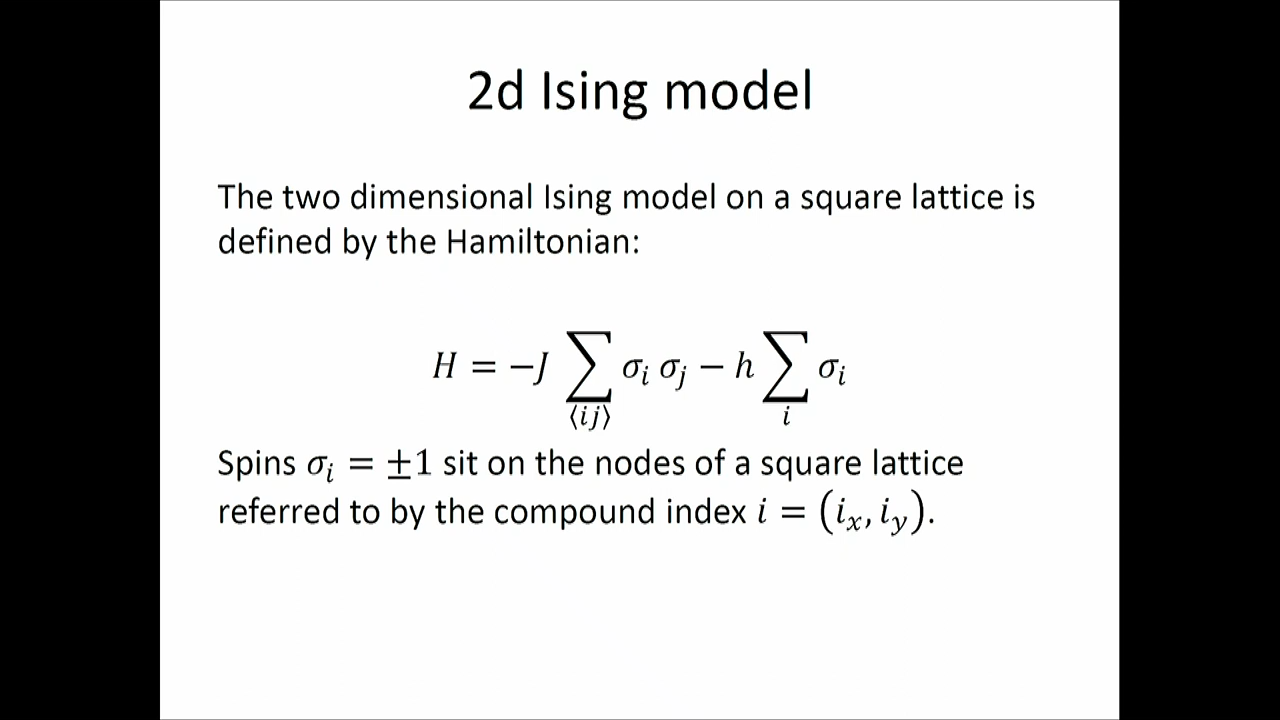 2d Ising model
The two dimensional Ising model on a square lattice is
defined by the Hamiltonian:
H = −J ∑⟨ij⟩ σᵢ σⱼ − h ∑ᵢ σᵢ
Spins σᵢ = ±1 sit on the nodes of a square lattice
referred to by the compound index i = (iₓ, i_y).